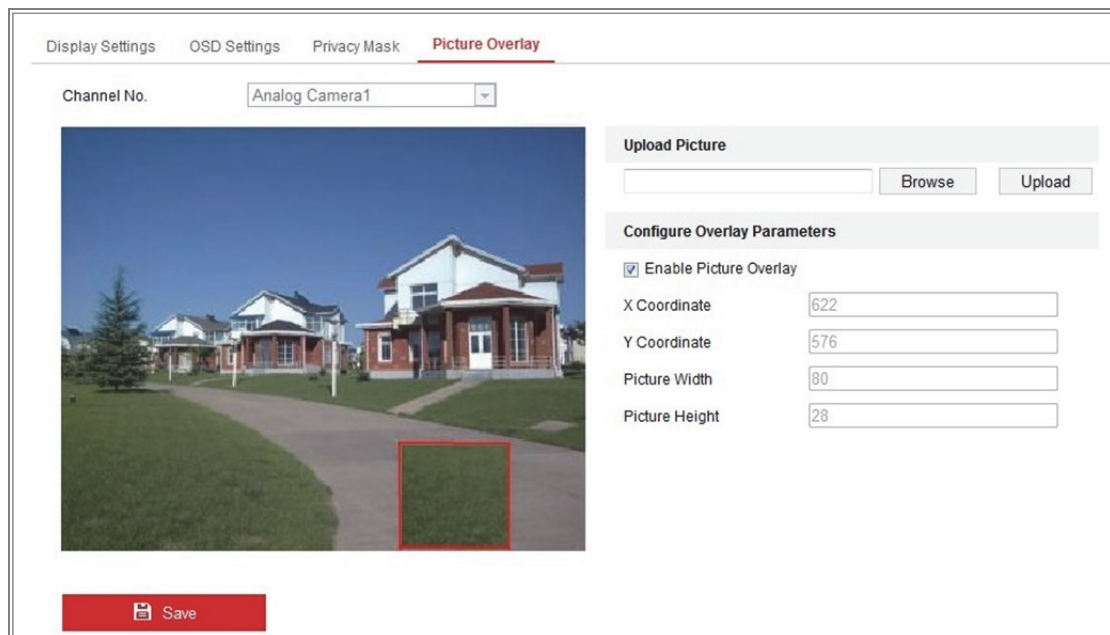 Display Settings OSD Settings Privacy Mask Picture Overlay
Channel No. Analog Camera1
Upload Picture
Browse Upload
Configure Overlay Parameters
Enable Picture Overlay
X Coordinate 622
Y Coordinate 576
Picture Width 80
Picture Height 28
Save